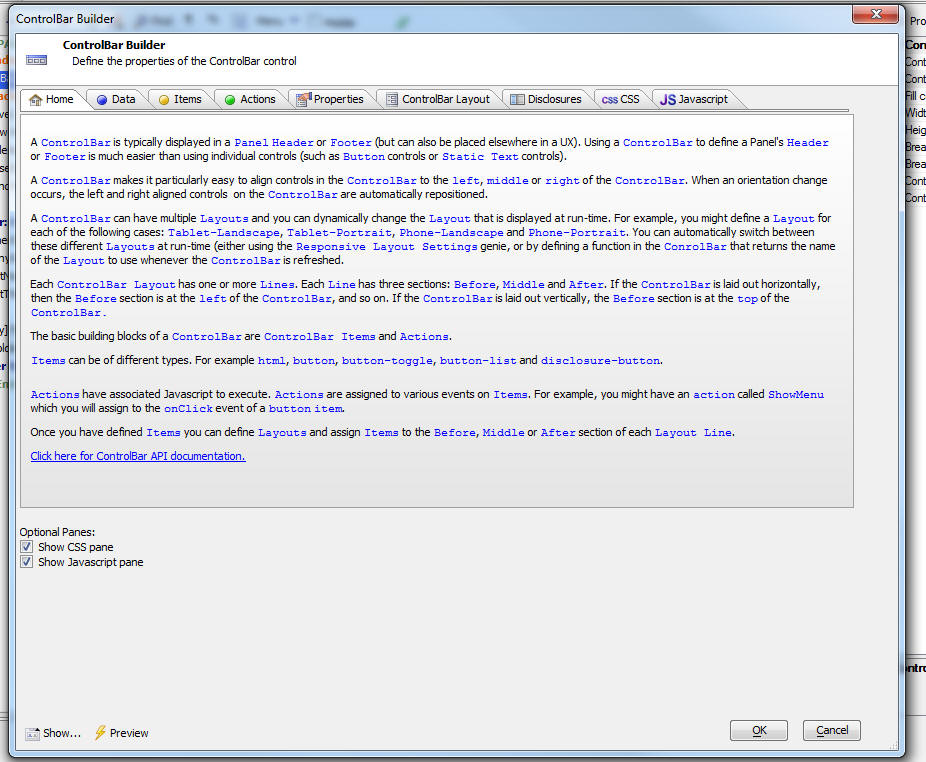 ControlBar Builder
ControlBar Builder
Define the properties of the ControlBar control
Home Data Items Actions Properties ControlBar Layout Disclosures css CSS JS Javascript
A ControlBar is typically displayed in a Panel Header or Footer (but can also be placed elsewhere in a UX). Using a ControlBar to define a Panel's Header
or Footer is much easier than using individual controls (such as Button controls or Static Text controls).
A ControlBar makes it particularly easy to align controls in the ControlBar to the left, middle or right of the ControlBar. When an orientation change
occurs, the left and right aligned controls on the ControlBar are automatically repositioned.
A ControlBar can have multiple Layouts and you can dynamically change the Layout that is displayed at run-time. For example, you might define a Layout for
each of the following cases: Tablet-Landscape, Tablet-Portrait, Phone-Landscape and Phone-Portrait. You can automatically switch between
these different Layouts at run-time (either using the Responsive Layout Settings genie, or by defining a function in the ConrolBar that returns the name
of the Layout to use whenever the ControlBar is refreshed.
Each ControlBar Layout has one or more Lines. Each Line has three sections: Before, Middle and After. If the ControlBar is laid out horizontally,
then the Before section is at the left of the ControlBar, and so on. If the ControlBar is laid out vertically, the Before section is at the top of the
ControlBar.
The basic building blocks of a ControlBar are ControlBar Items and Actions.
Items can be of different types. For example html, button, button-toggle, button-list and disclosure-button.
Actions have associated Javascript to execute. Actions are assigned to various events on Items. For example, you might have an action called ShowMenu
which you will assign to the onClick event of a button item.
Once you have defined Items you can define Layouts and assign Items to the Before, Middle or After section of each Layout Line.
Click here for ControlBar API documentation.
Optional Panes:
Show CSS pane
Show Javascript pane
Show... Preview OK Cancel